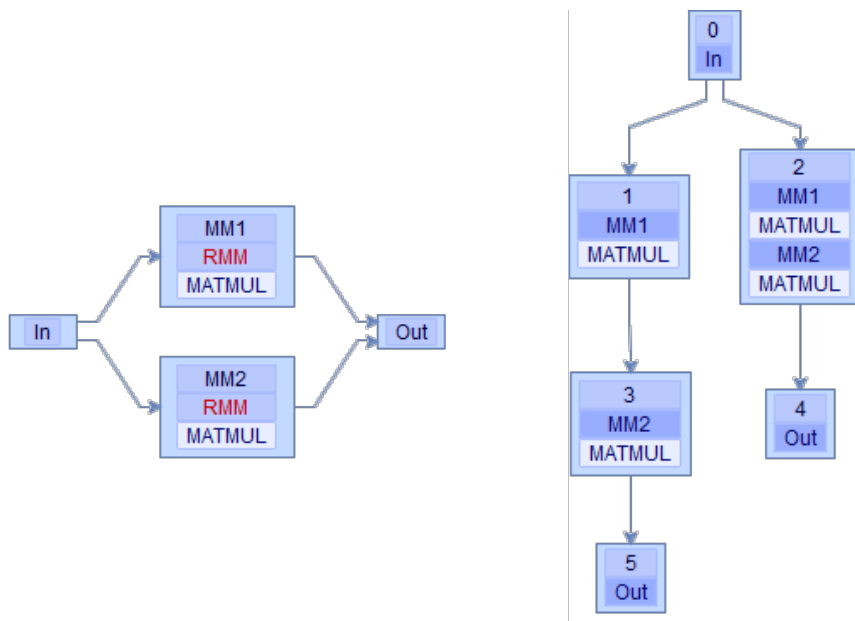 In
MM1
RMM
MATMUL
MM2
RMM
MATMUL
Out
0
In
1
MM1
MATMUL
2
MM1
MATMUL
MM2
MATMUL
3
MM2
MATMUL
4
Out
5
Out